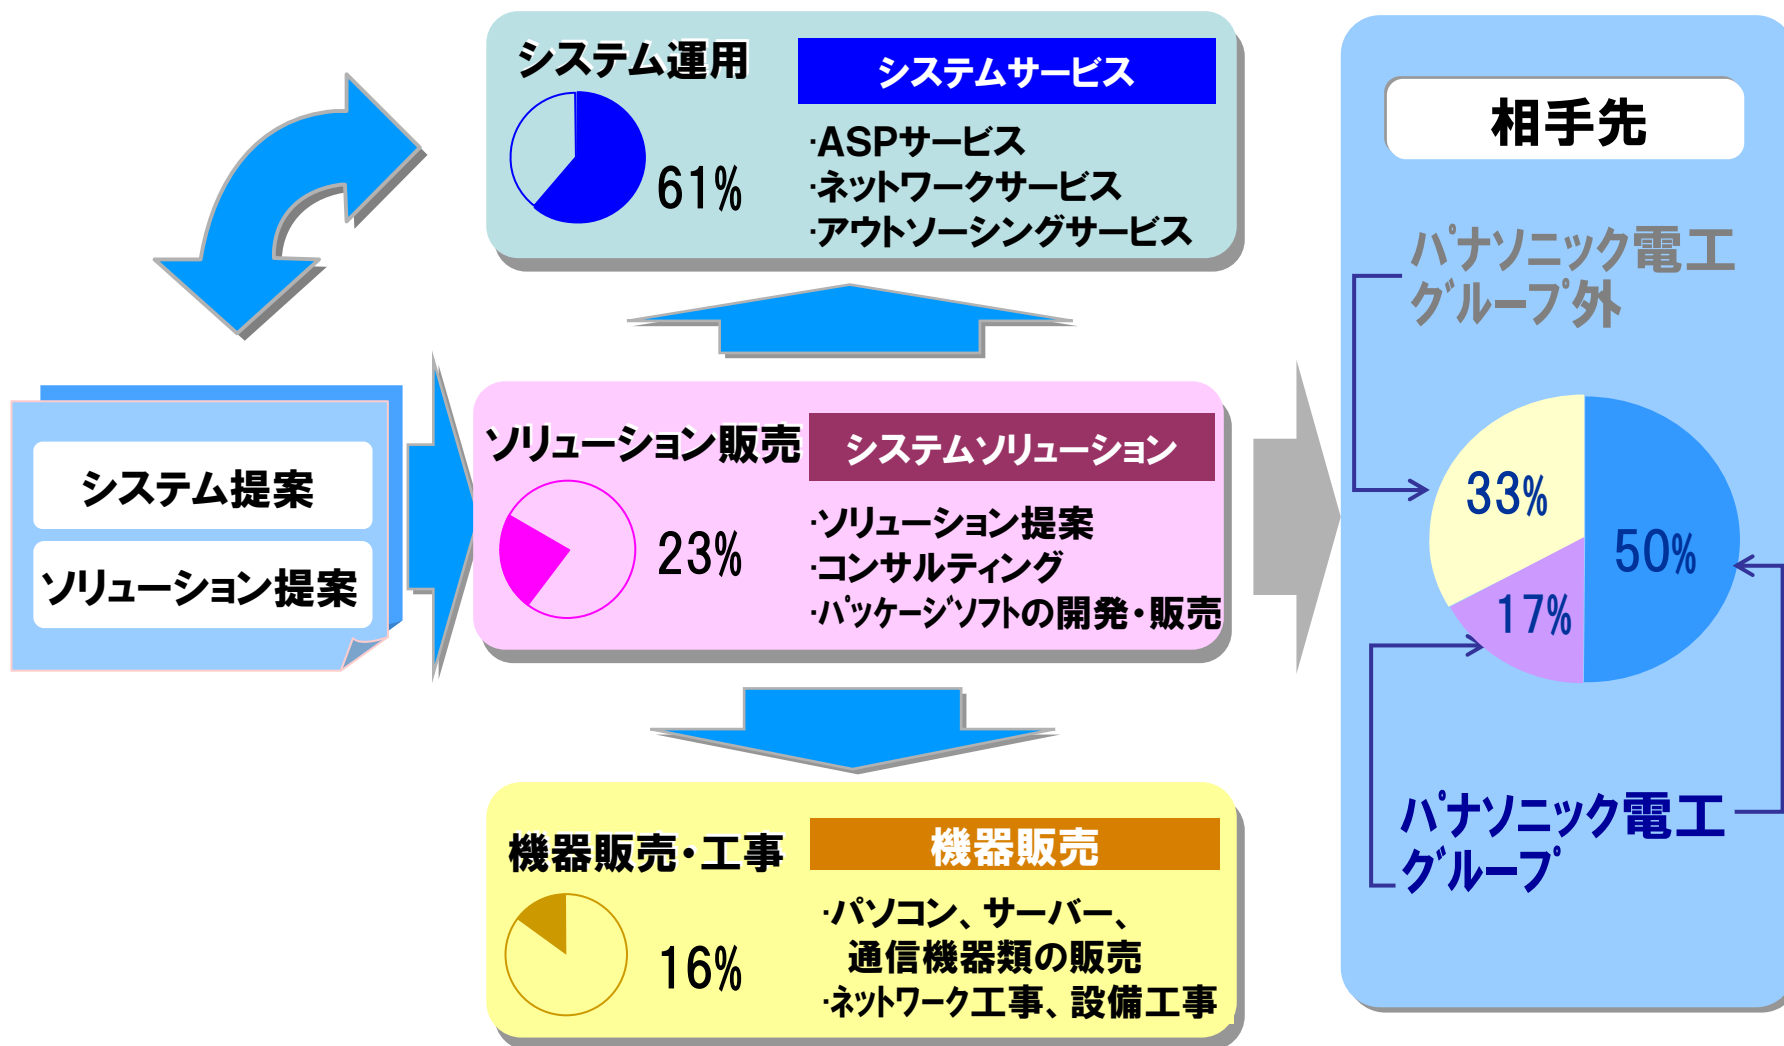 システム運用
システムサービス
61%
･ASPサービス
･ネットワークサービス
･アウトソーシングサービス
システム提案
ソリューション提案
ソリューション販売
システムソリューション
23%
･ソリューション提案
･コンサルティング
･パッケージソフトの開発・販売
機器販売・工事
機器販売
16%
･パソコン、サーバー、
通信機器類の販売
･ネットワーク工事、設備工事
相手先
パナソニック電工
グループ外
33%
50%
17%
パナソニック電工
グループ